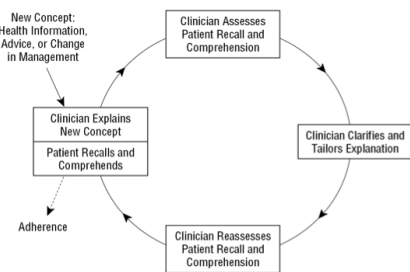 New Concept:
Health Information,
Advice, or Change
in Management
Clinician Assesses
Patient Recall and
Comprehension
Clinician Explains
New Concept
Patient Recalls and
Comprehends
Clinician Clarifies and
Tailors Explanation
Adherence
Clinician Reassesses
Patient Recall and
Comprehension